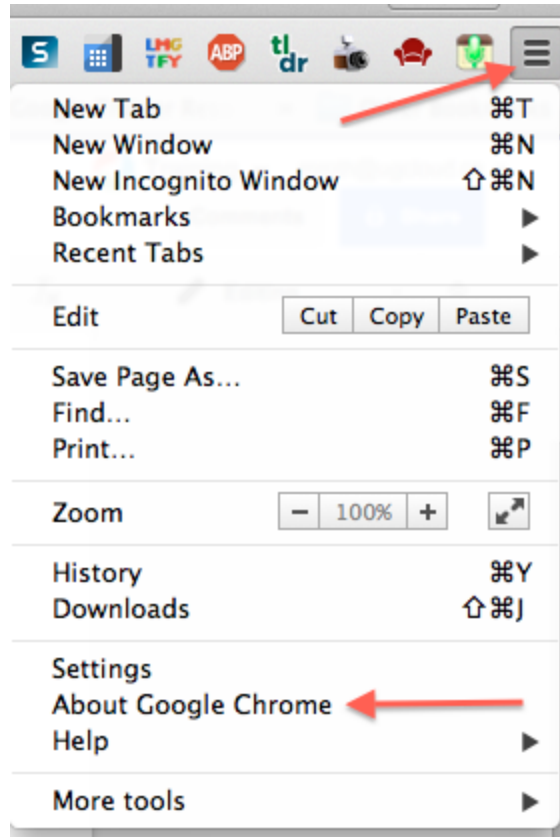 S LMG ABP tl
TFY dr
New Tab ⌘T
New Window ⌘N
New Incognito Window ⇧⌘N
Bookmarks ▶
Recent Tabs ▶
Edit Cut Copy Paste
Save Page As... ⌘S
Find... ⌘F
Print... ⌘P
Zoom − 100% +
History ⌘Y
Downloads ⇧⌘J
Settings
About Google Chrome
Help ▶
More tools ▶